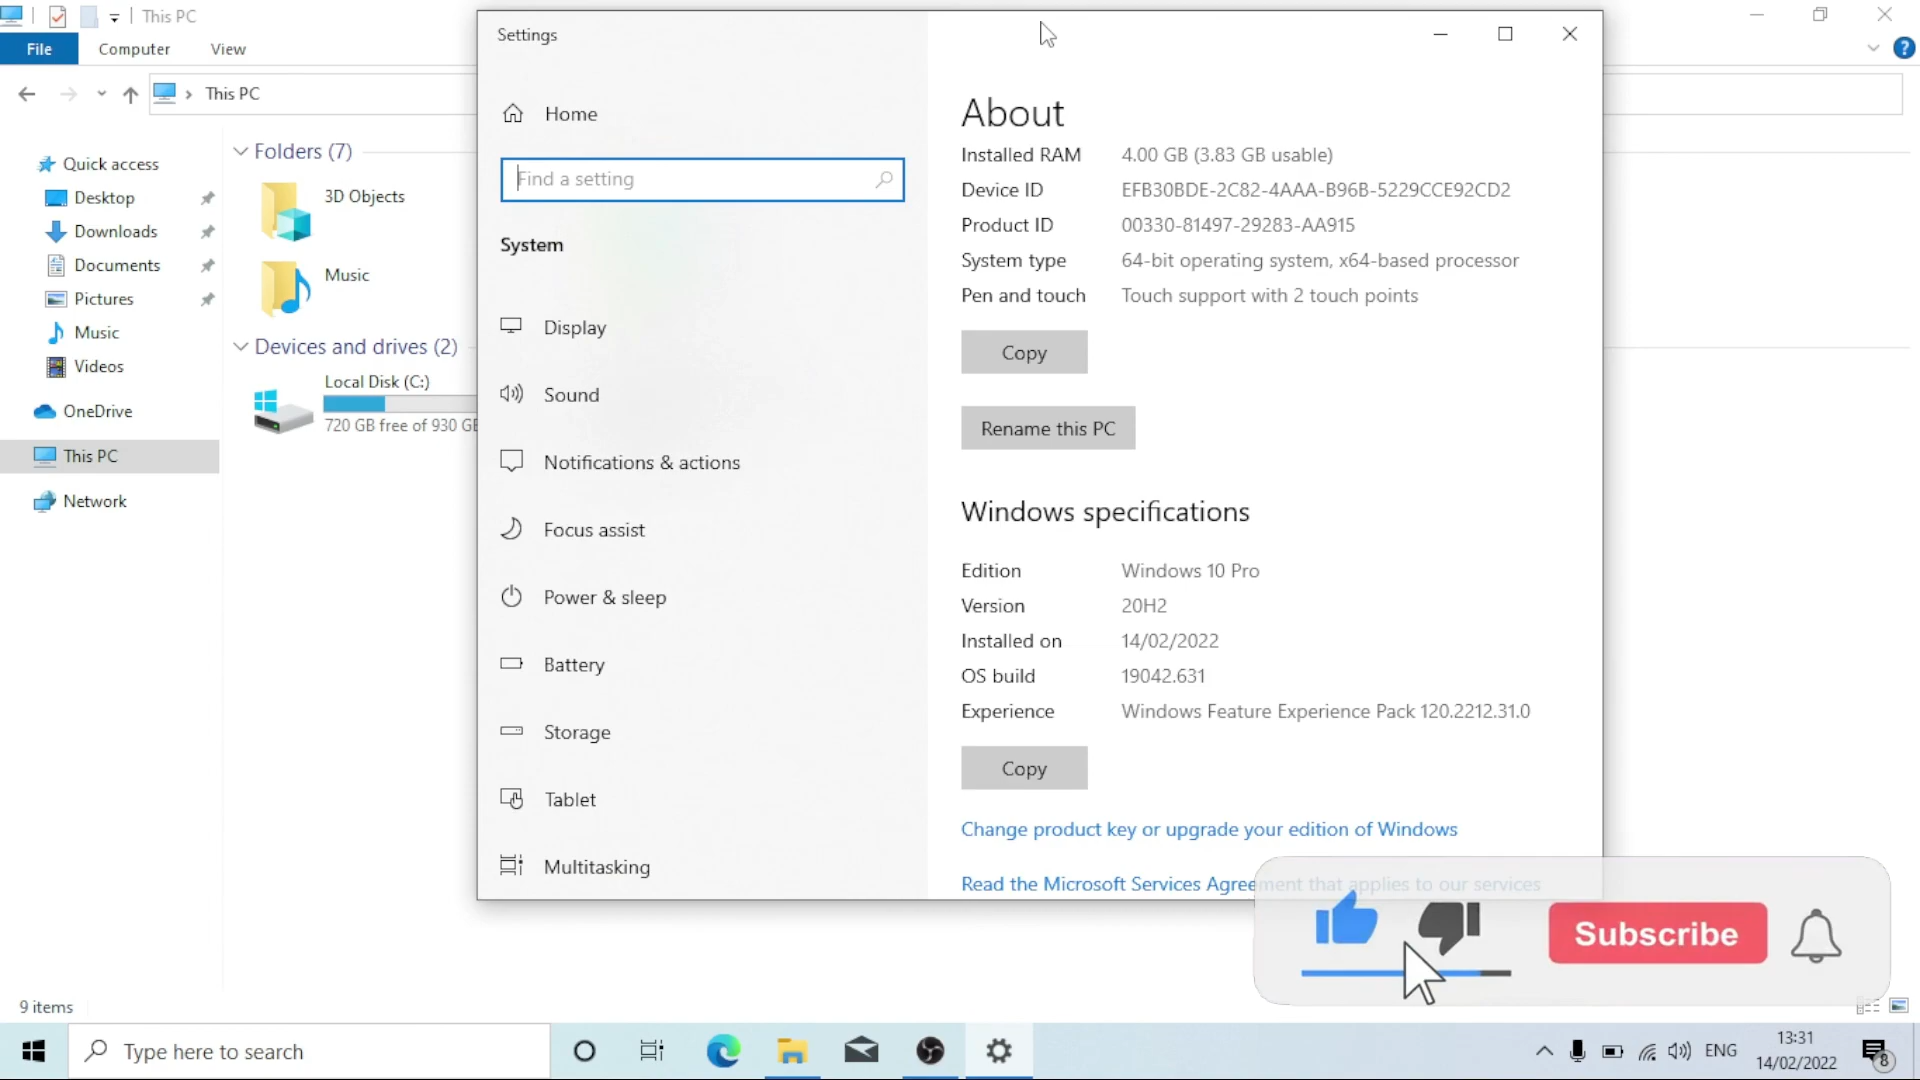 This PC
File
Computer
View
This PC
Quick access
Desktop
Downloads
Documents
Pictures
Music
Videos
OneDrive
This PC
Network
Folders (7)
3D Objects
Music
Devices and drives (2)
Local Disk (C:)
720 GB free of 930 GB
9 items
Settings
Home
Find a setting
System
Display
Sound
Notifications & actions
Focus assist
Power & sleep
Battery
Storage
Tablet
Multitasking
About
Installed RAM 4.00 GB (3.83 GB usable)
Device ID EFB30BDE-2C82-4AAA-B96B-5229CCE92CD2
Product ID 00330-81497-29283-AA915
System type 64-bit operating system, x64-based processor
Pen and touch Touch support with 2 touch points
Copy
Rename this PC
Windows specifications
Edition Windows 10 Pro
Version 20H2
Installed on 14/02/2022
OS build 19042.631
Experience Windows Feature Experience Pack 120.2212.31.0
Copy
Change product key or upgrade your edition of Windows
Read the Microsoft Services Agreement that applies to our services
Subscribe
?
Type here to search
ENG
13:31
14/02/2022
8